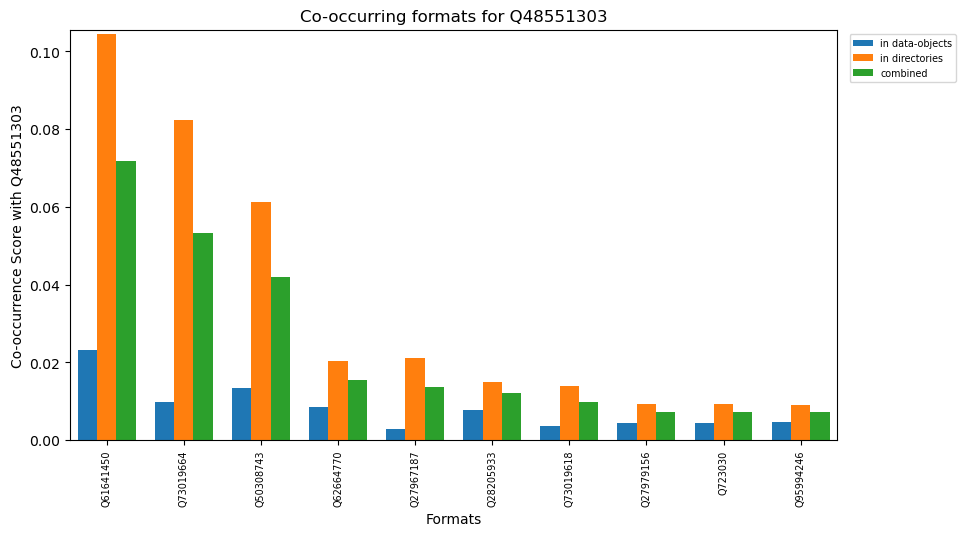 Co-occurring formats for Q48551303
in data-objects
in directories
combined
Co-occurrence Score with Q48551303
0.10
0.08
0.06
0.04
0.02
0.00
Q61641450
Q73019664
Q50308743
Q62664770
Q27967187
Q28205933
Q73019618
Q27979156
Q723030
Q95994246
Formats